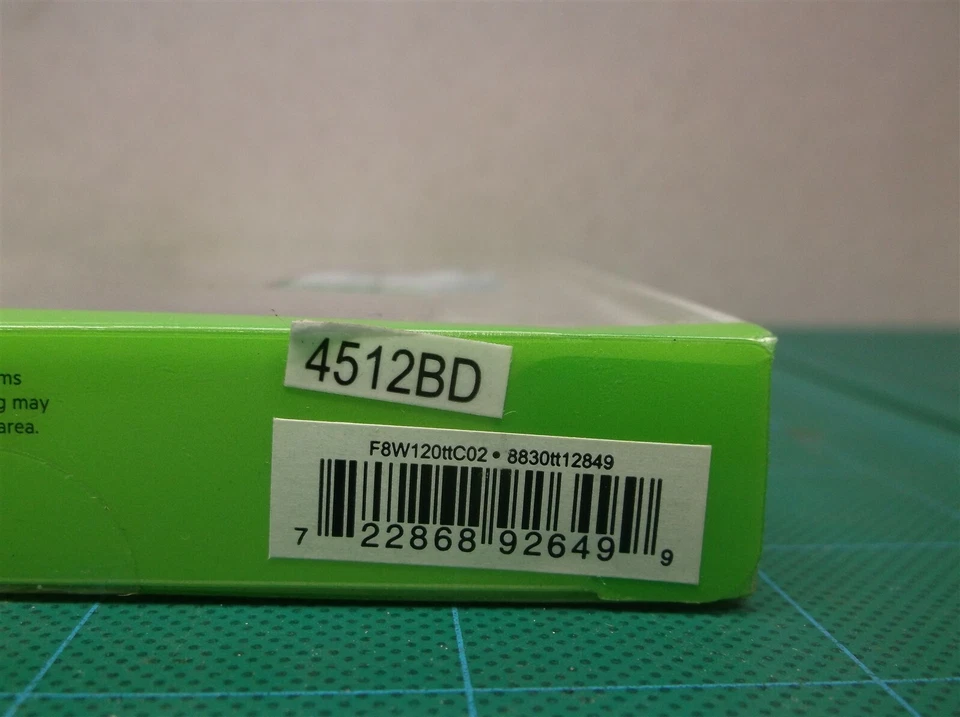 ms
g may
area.
4512BD
F8W120ttC02 • 8830tt12849
7 22868 92649 9